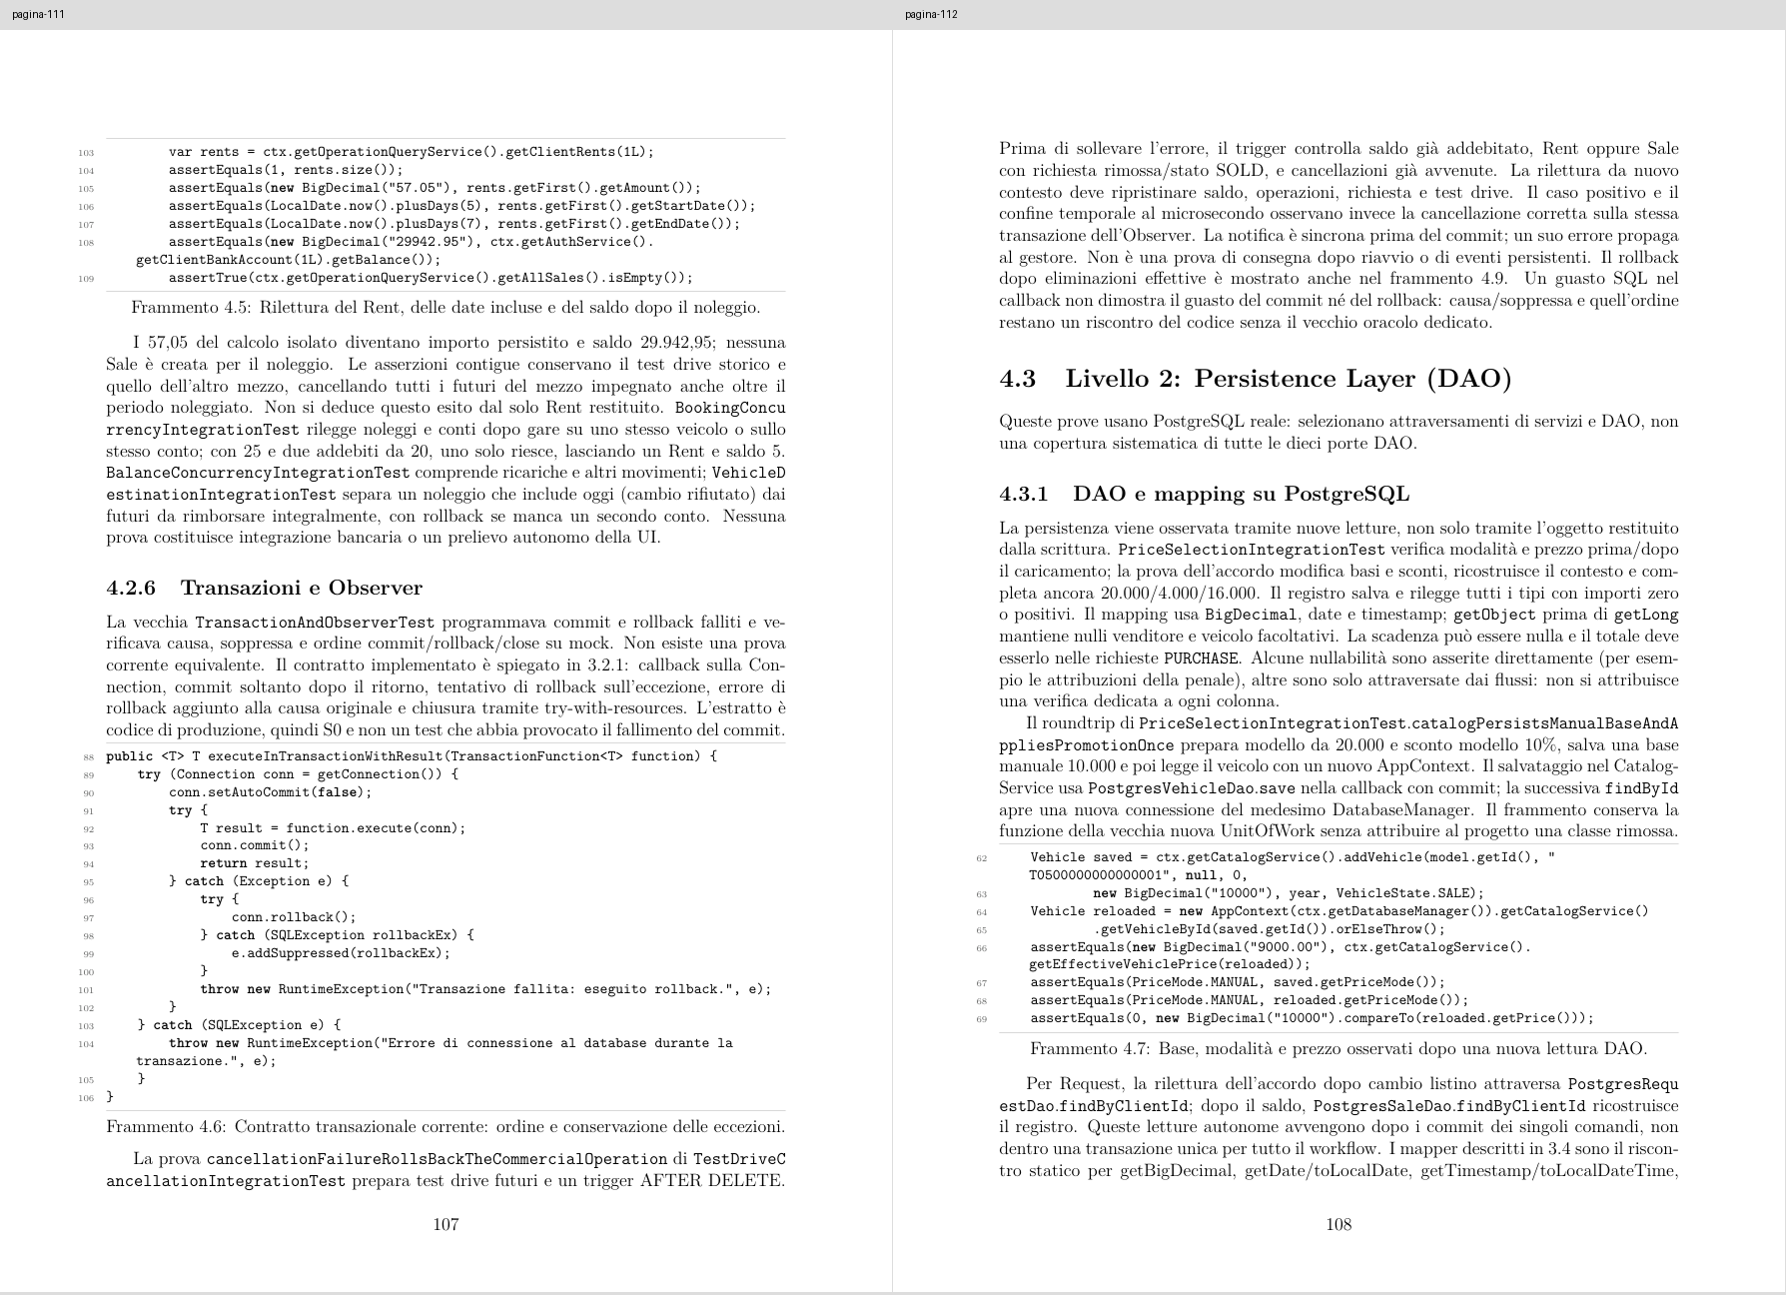 pagina-111
103 var rents = ctx.getOperationQueryService().getClientRents(1L);
104 assertEquals(1, rents.size());
105 assertEquals(new BigDecimal("57.05"), rents.getFirst().getAmount());
106 assertEquals(LocalDate.now().plusDays(5), rents.getFirst().getStartDate());
107 assertEquals(LocalDate.now().plusDays(7), rents.getFirst().getEndDate());
108 assertEquals(new BigDecimal("29942.95"), ctx.getAuthService().
getClientBankAccount(1L).getBalance());
109 assertTrue(ctx.getOperationQueryService().getAllSales().isEmpty());
Frammento 4.5: Rilettura del Rent, delle date incluse e del saldo dopo il noleggio.
I 57,05 del calcolo isolato diventano importo persistito e saldo 29.942,95; nessuna
Sale è creata per il noleggio. Le asserzioni contigue conservano il test drive storico e
quello dell'altro mezzo, cancellando tutti i futuri del mezzo impegnato anche oltre il
periodo noleggiato. Non si deduce questo esito dal solo Rent restituito. BookingConcu
rrencyIntegrationTest rilegge noleggi e conti dopo gare su uno stesso veicolo o sullo
stesso conto; con 25 e due addebiti da 20, uno solo riesce, lasciando un Rent e saldo 5.
BalanceConcurrencyIntegrationTest comprende ricariche e altri movimenti; VehicleD
estinationIntegrationTest separa un noleggio che include oggi (cambio rifiutato) dai
futuri da rimborsare integralmente, con rollback se manca un secondo conto. Nessuna
prova costituisce integrazione bancaria o un prelievo autonomo della UI.
4.2.6 Transazioni e Observer
La vecchia TransactionAndObserverTest programmava commit e rollback falliti e ve-
rificava causa, soppressa e ordine commit/rollback/close su mock. Non esiste una prova
corrente equivalente. Il contratto implementato è spiegato in 3.2.1: callback sulla Con-
nection, commit soltanto dopo il ritorno, tentativo di rollback sull'eccezione, errore di
rollback aggiunto alla causa originale e chiusura tramite try-with-resources. L'estratto è
codice di produzione, quindi S0 e non un test che abbia provocato il fallimento del commit.
88 public <T> T executeInTransactionWithResult(TransactionFunction<T> function) {
89 try (Connection conn = getConnection()) {
90 conn.setAutoCommit(false);
91 try {
92 T result = function.execute(conn);
93 conn.commit();
94 return result;
95 } catch (Exception e) {
96 try {
97 conn.rollback();
98 } catch (SQLException rollbackEx) {
99 e.addSuppressed(rollbackEx);
100 }
101 throw new RuntimeException("Transazione fallita: eseguito rollback.", e);
102 }
103 } catch (SQLException e) {
104 throw new RuntimeException("Errore di connessione al database durante la
transazione.", e);
105 }
106 }
Frammento 4.6: Contratto transazionale corrente: ordine e conservazione delle eccezioni.
La prova cancellationFailureRollsBackTheCommercialOperation di TestDriveC
ancellationIntegrationTest prepara test drive futuri e un trigger AFTER DELETE.
107
pagina-112
Prima di sollevare l'errore, il trigger controlla saldo già addebitato, Rent oppure Sale
con richiesta rimossa/stato SOLD, e cancellazioni già avvenute. La rilettura da nuovo
contesto deve ripristinare saldo, operazioni, richiesta e test drive. Il caso positivo e il
confine temporale al microsecondo osservano invece la cancellazione corretta sulla stessa
transazione dell'Observer. La notifica è sincrona prima del commit; un suo errore propaga
al gestore. Non è una prova di consegna dopo riavvio o di eventi persistenti. Il rollback
dopo eliminazioni effettive è mostrato anche nel frammento 4.9. Un guasto SQL nel
callback non dimostra il guasto del commit né del rollback: causa/soppressa e quell'ordine
restano un riscontro del codice senza il vecchio oracolo dedicato.
4.3 Livello 2: Persistence Layer (DAO)
Queste prove usano PostgreSQL reale: selezionano attraversamenti di servizi e DAO, non
una copertura sistematica di tutte le dieci porte DAO.
4.3.1 DAO e mapping su PostgreSQL
La persistenza viene osservata tramite nuove letture, non solo tramite l'oggetto restituito
dalla scrittura. PriceSelectionIntegrationTest verifica modalità e prezzo prima/dopo
il caricamento; la prova dell'accordo modifica basi e sconti, ricostruisce il contesto e com-
pleta ancora 20.000/4.000/16.000. Il registro salva e rilegge tutti i tipi con importi zero
o positivi. Il mapping usa BigDecimal, date e timestamp; getObject prima di getLong
mantiene nulli venditore e veicolo facoltativi. La scadenza può essere nulla e il totale deve
esserlo nelle richieste PURCHASE. Alcune nullabilità sono asserite direttamente (per esem-
pio le attribuzioni della penale), altre sono solo attraversate dai flussi: non si attribuisce
una verifica dedicata a ogni colonna.
Il roundtrip di PriceSelectionIntegrationTest.catalogPersistsManualBaseAndA
ppliesPromotionOnce prepara modello da 20.000 e sconto modello 10%, salva una base
manuale 10.000 e poi legge il veicolo con un nuovo AppContext. Il salvataggio nel Catalog-
Service usa PostgresVehicleDao.save nella callback con commit; la successiva findById
apre una nuova connessione del medesimo DatabaseManager. Il frammento conserva la
funzione della vecchia nuova UnitOfWork senza attribuire al progetto una classe rimossa.
62 Vehicle saved = ctx.getCatalogService().addVehicle(model.getId(), "
T0500000000000001", null, 0,
63 new BigDecimal("10000"), year, VehicleState.SALE);
64 Vehicle reloaded = new AppContext(ctx.getDatabaseManager()).getCatalogService()
65 .getVehicleById(saved.getId()).orElseThrow();
66 assertEquals(new BigDecimal("9000.00"), ctx.getCatalogService().
getEffectiveVehiclePrice(reloaded));
67 assertEquals(PriceMode.MANUAL, saved.getPriceMode());
68 assertEquals(PriceMode.MANUAL, reloaded.getPriceMode());
69 assertEquals(0, new BigDecimal("10000").compareTo(reloaded.getPrice()));
Frammento 4.7: Base, modalità e prezzo osservati dopo una nuova lettura DAO.
Per Request, la rilettura dell'accordo dopo cambio listino attraversa PostgresRequ
estDao.findByClientId; dopo il saldo, PostgresSaleDao.findByClientId ricostruisce
il registro. Queste letture autonome avvengono dopo i commit dei singoli comandi, non
dentro una transazione unica per tutto il workflow. I mapper descritti in 3.4 sono il riscon-
tro statico per getBigDecimal, getDate/toLocalDate, getTimestamp/toLocalDateTime,
108